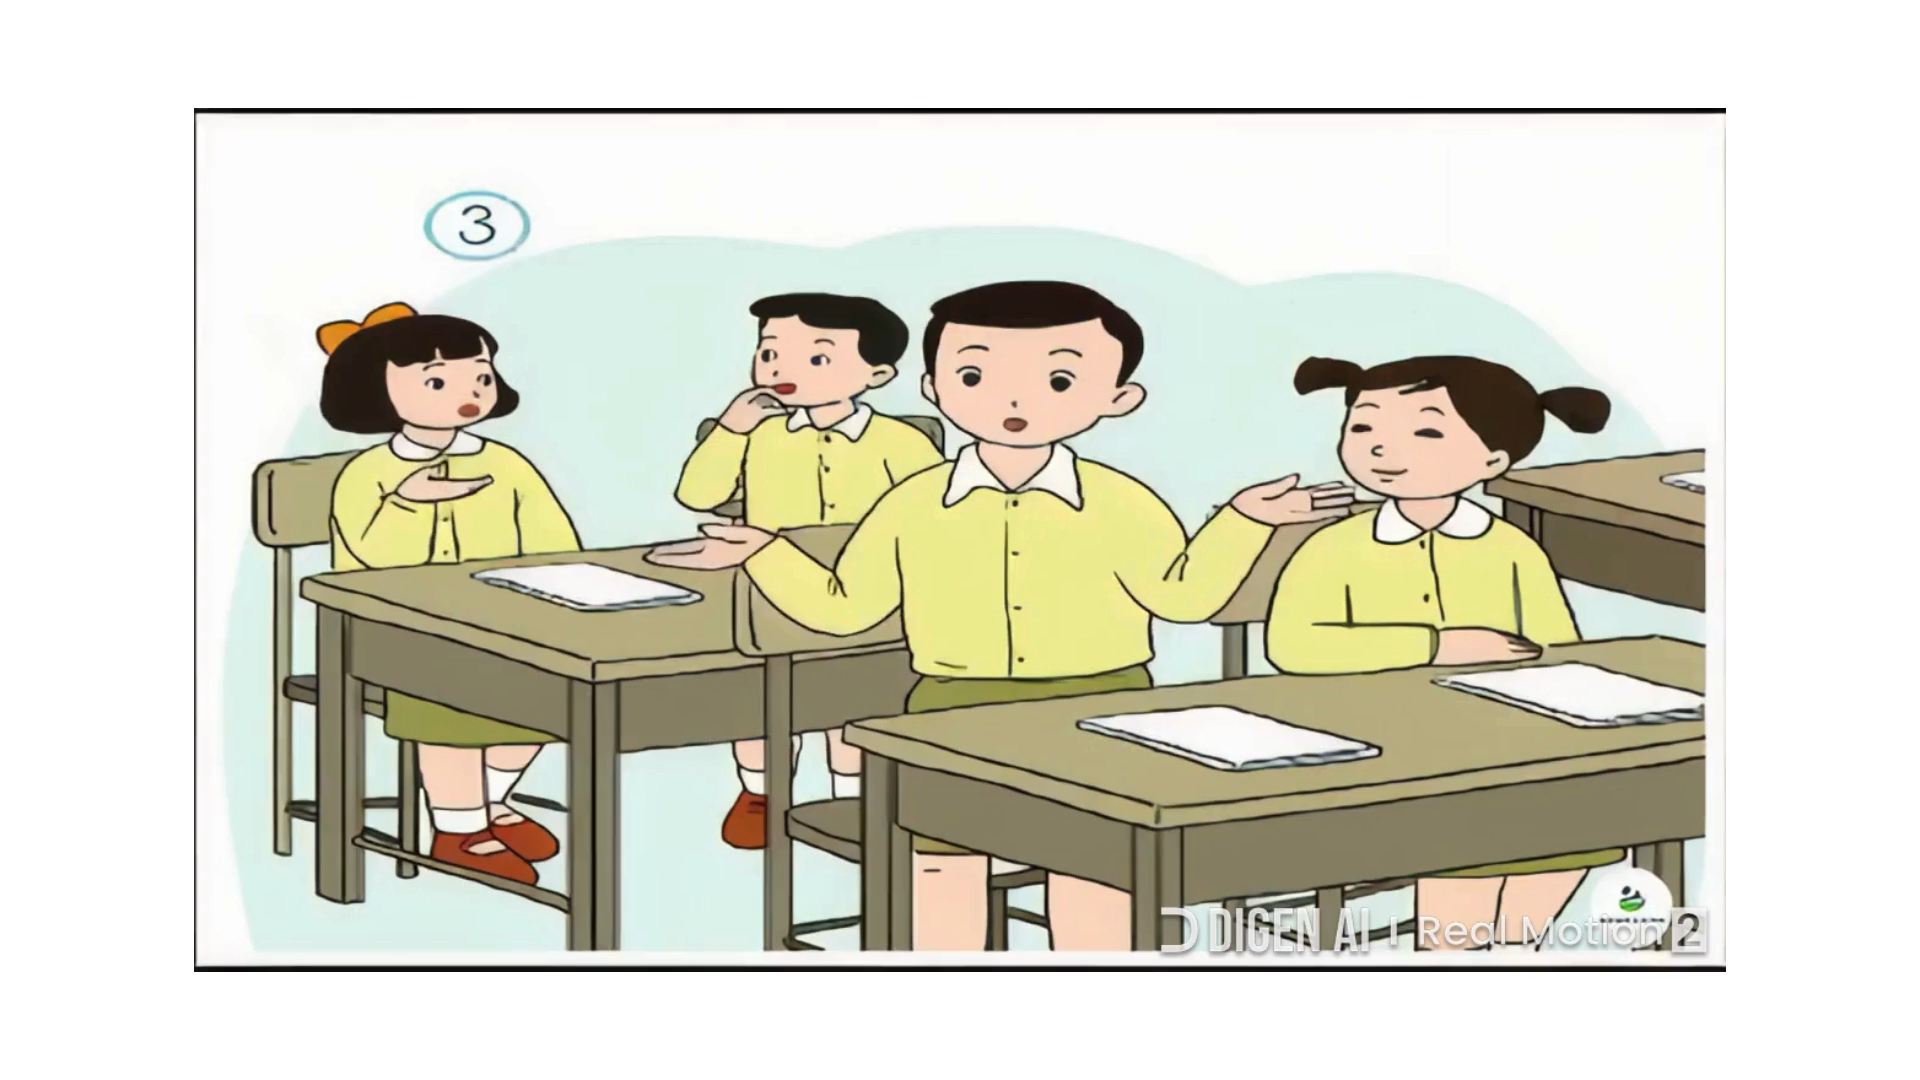 3
DIGEN AI | Real Motion 2